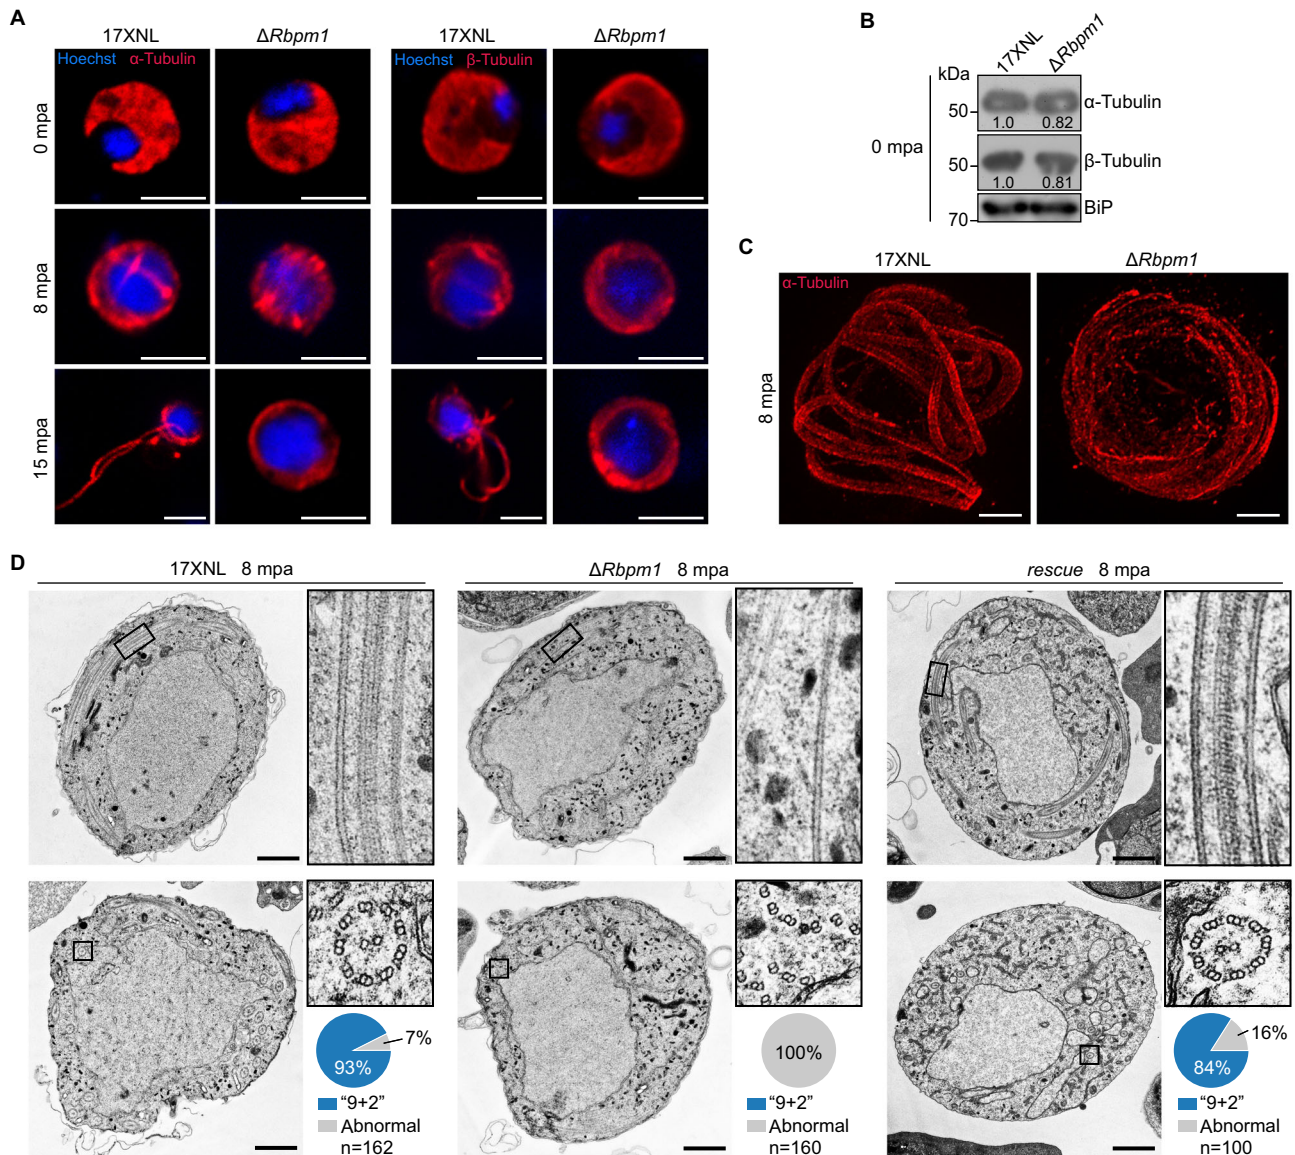 A
17XNL
ΔRbpm1
17XNL
ΔRbpm1
Hoechst α-Tubulin
Hoechst β-Tubulin
0 mpa
8 mpa
15 mpa
B
17XNL
ΔRbpm1
kDa
0 mpa
50
α-Tubulin
1.0 0.82
50
β-Tubulin
1.0 0.81
70
BiP
C
17XNL
ΔRbpm1
α-Tubulin
8 mpa
D
17XNL 8 mpa
ΔRbpm1 8 mpa
rescue 8 mpa
7%
93%
"9+2"
Abnormal
n=162
100%
"9+2"
Abnormal
n=160
16%
84%
"9+2"
Abnormal
n=100